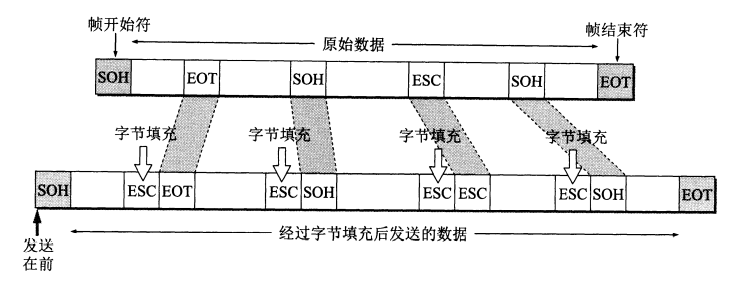 帧开始符
原始数据
帧结束符
SOH EOT SOH ESC SOH EOT
字节填充 字节填充 字节填充 字节填充
SOH ESC EOT ESC SOH ESC ESC ESC SOH EOT
发送
在前
经过字节填充后发送的数据